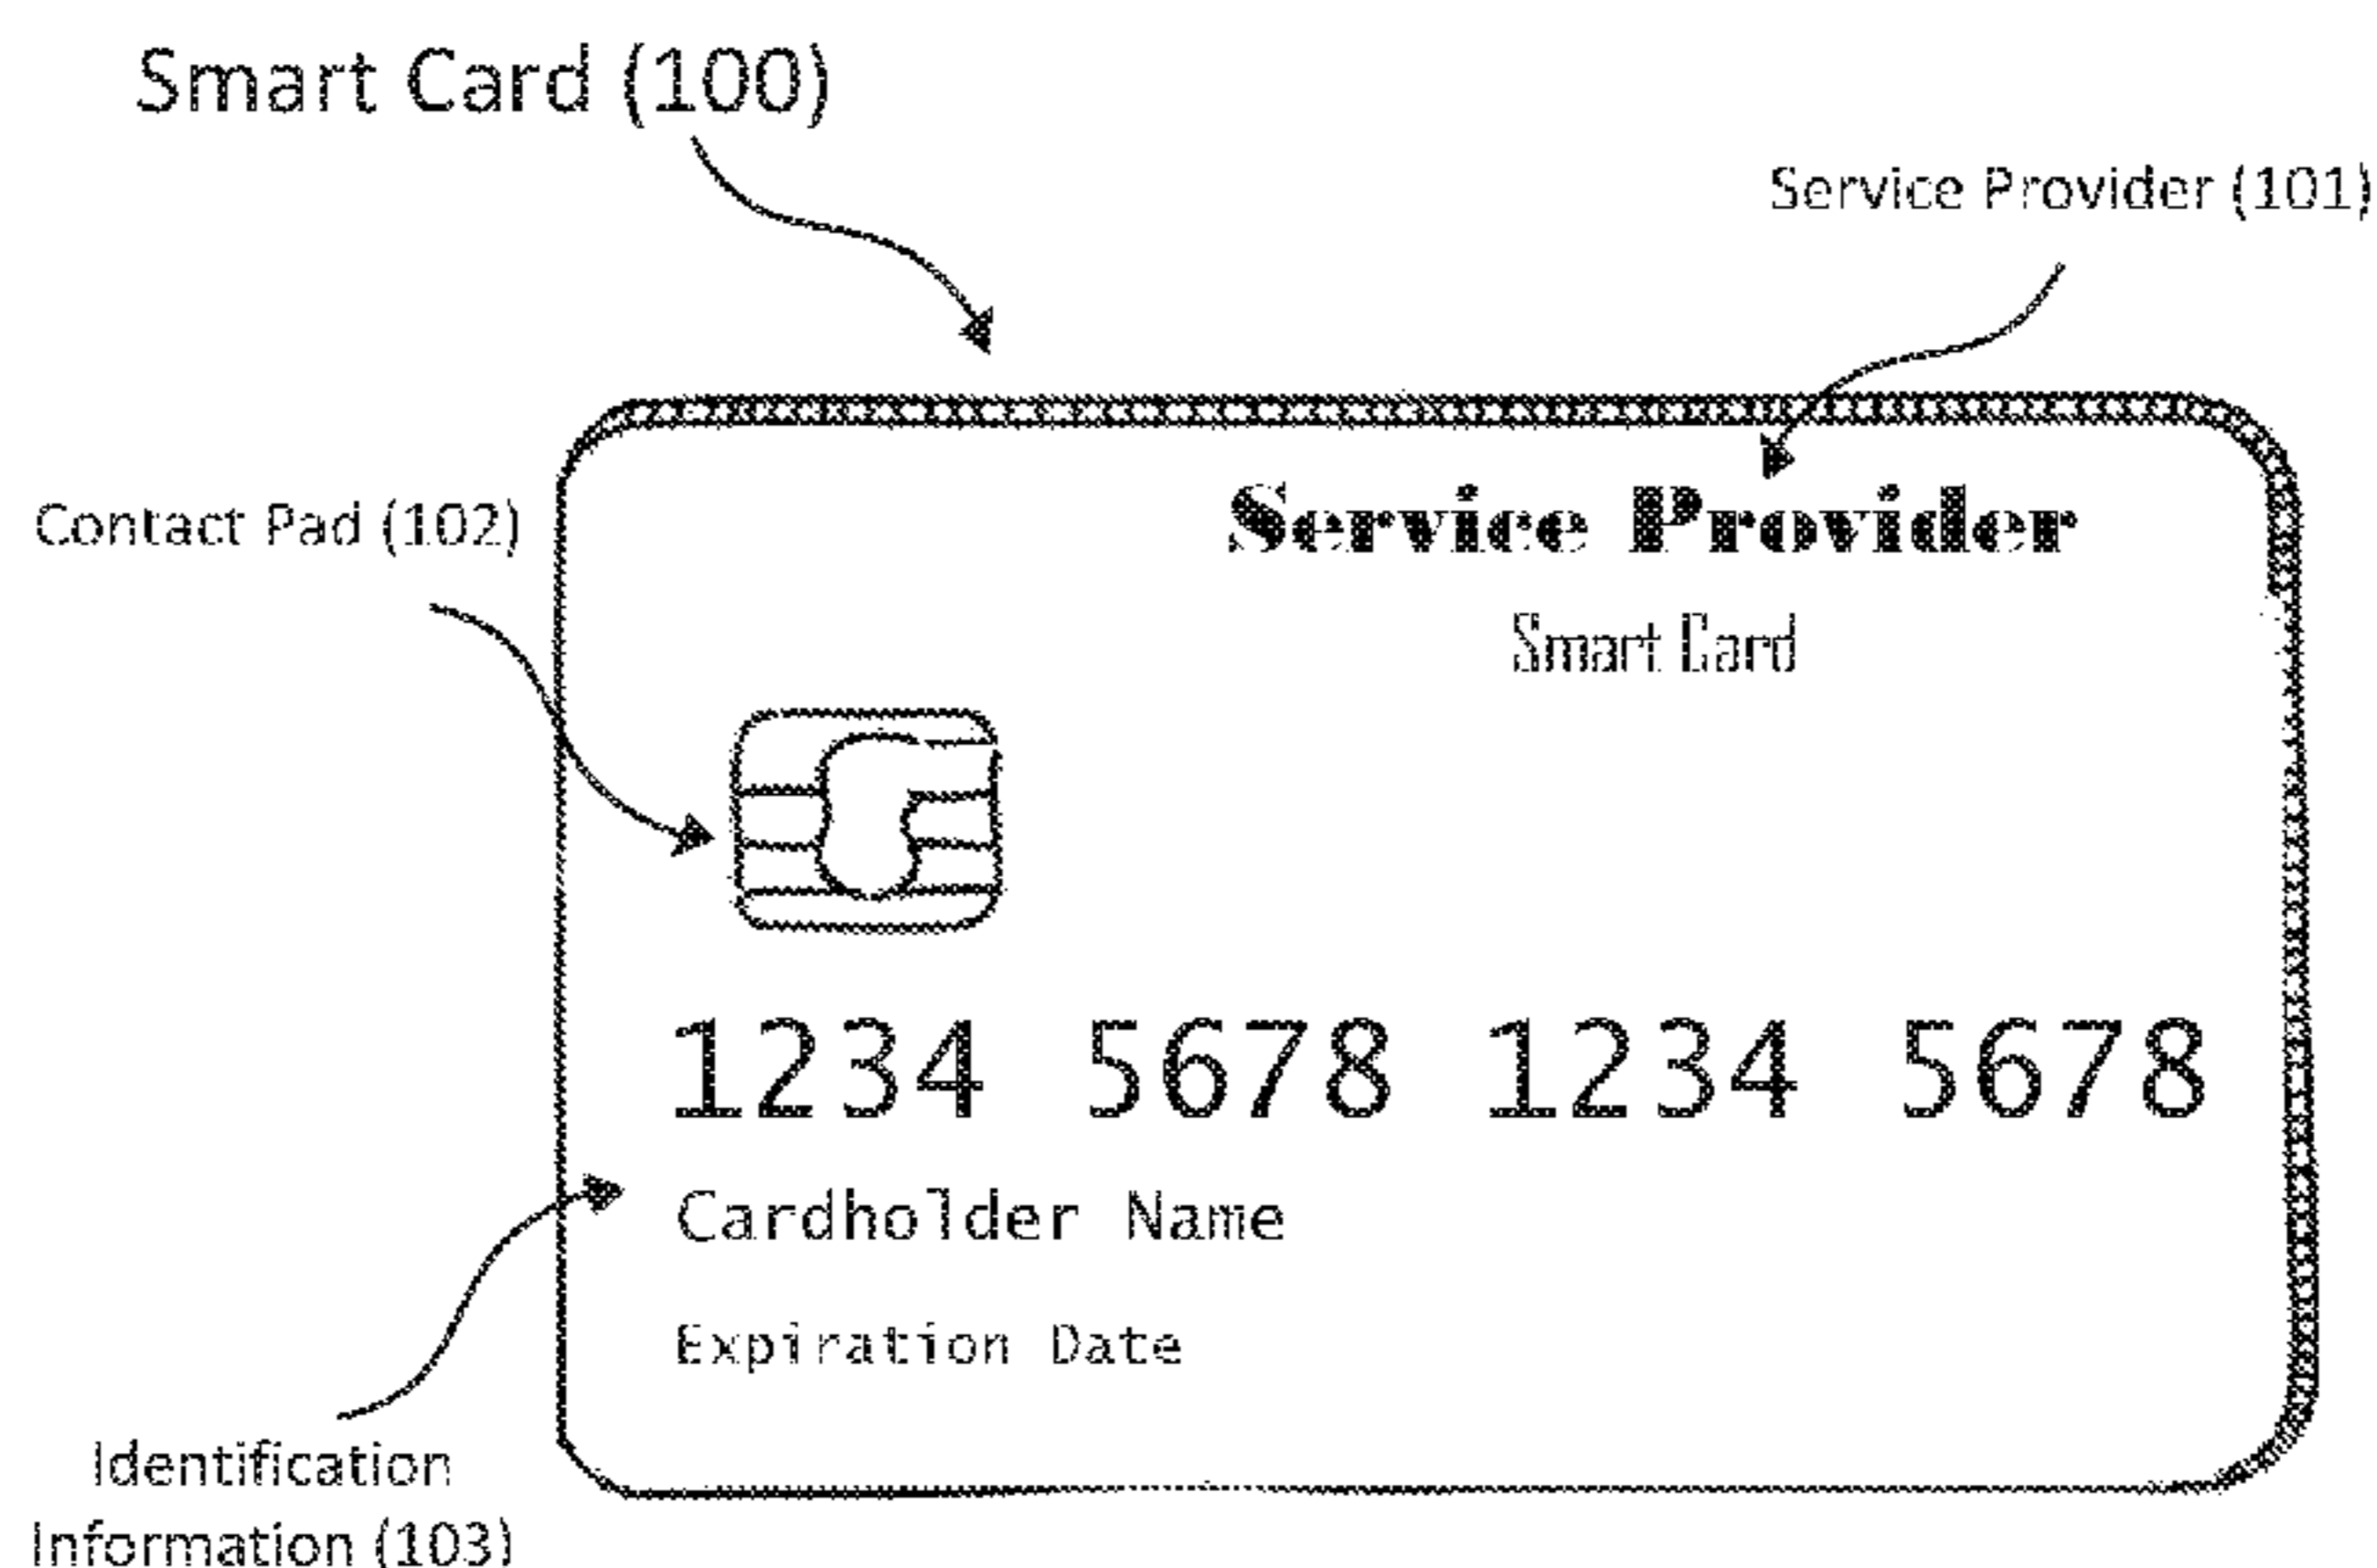 Smart Card (100)
Service Provider (101)
Contact Pad (102)
Service Provider
Smart Card
1234 5678 1234 5678
Cardholder Name
Expiration Date
Identification
Information (103)